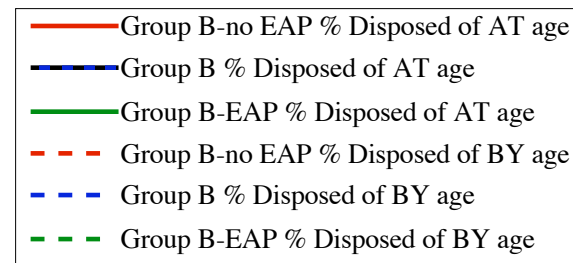 Group B-no EAP % Disposed of AT age
Group B % Disposed of AT age
Group B-EAP % Disposed of AT age
Group B-no EAP % Disposed of BY age
Group B % Disposed of BY age
Group B-EAP % Disposed of BY age